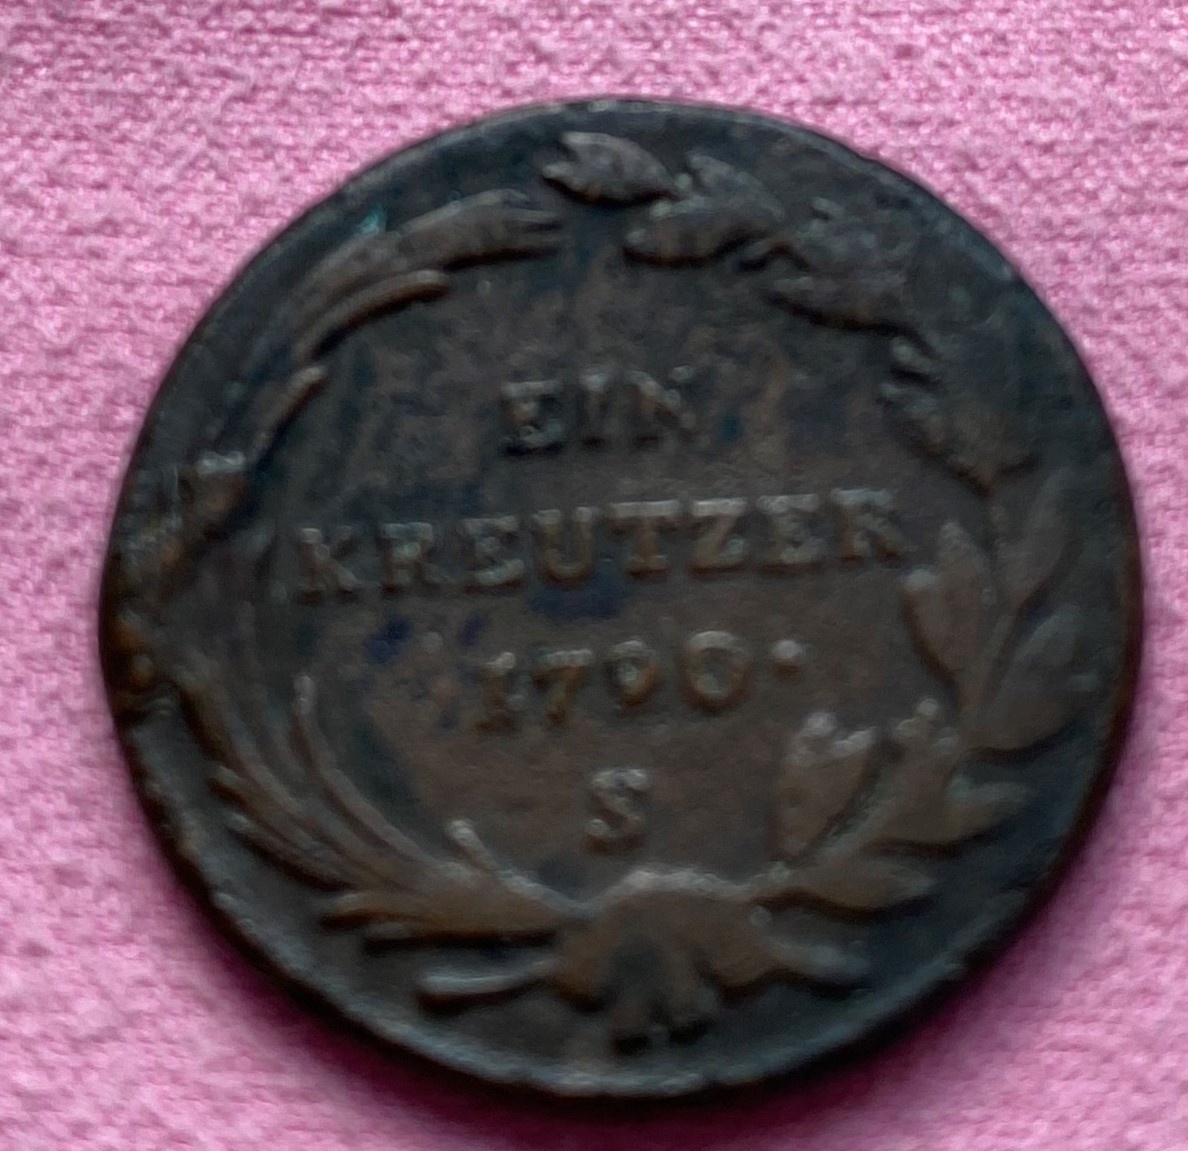 EIN
KREUTZER
1790·
S